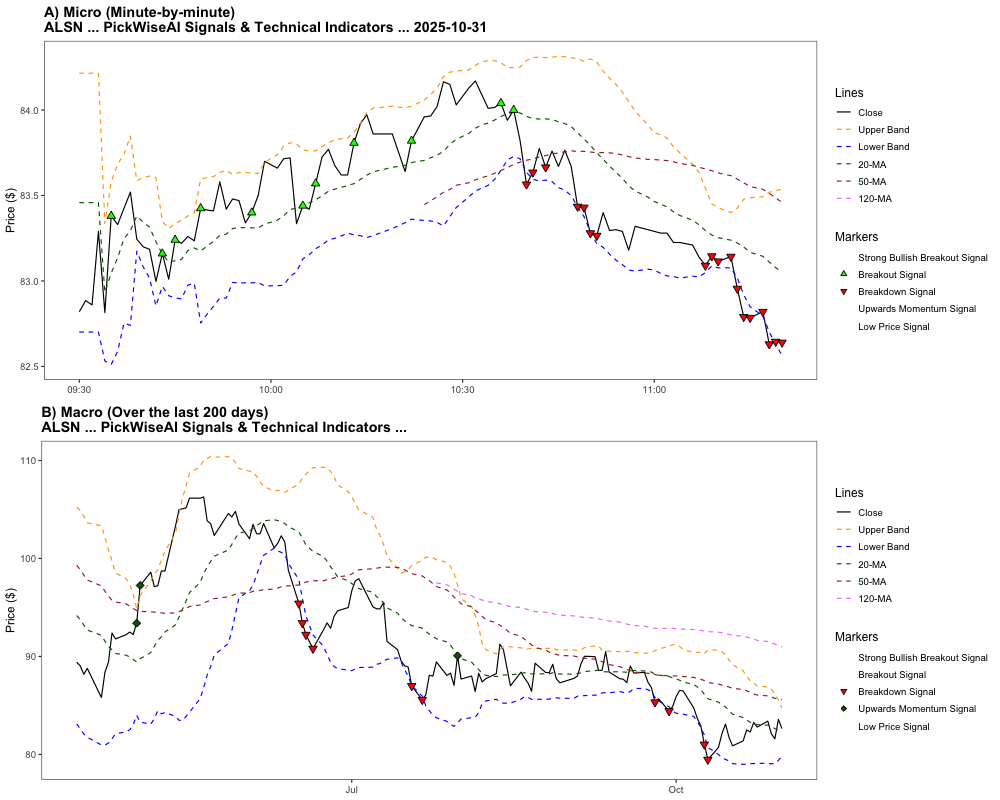 A) Micro (Minute-by-minute)
ALSN ... PickWiseAI Signals & Technical Indicators ... 2025-10-31
Price ($)
84.0
83.5
83.0
82.5
09:30
10:00
10:30
11:00
Lines
Close
Upper Band
Lower Band
20-MA
50-MA
120-MA
Markers
Strong Bullish Breakout Signal
Breakout Signal
Breakdown Signal
Upwards Momentum Signal
Low Price Signal
B) Macro (Over the last 200 days)
ALSN ... PickWiseAI Signals & Technical Indicators ...
Price ($)
110
100
90
80
Jul
Oct
Lines
Close
Upper Band
Lower Band
20-MA
50-MA
120-MA
Markers
Strong Bullish Breakout Signal
Breakout Signal
Breakdown Signal
Upwards Momentum Signal
Low Price Signal